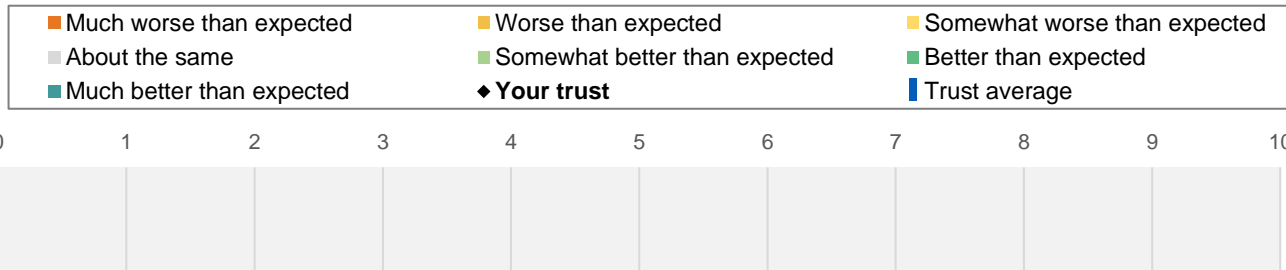 Much worse than expected Worse than expected Somewhat worse than expected
About the same Somewhat better than expected Better than expected
Much better than expected Your trust Trust average
0 1 2 3 4 5 6 7 8 9 10